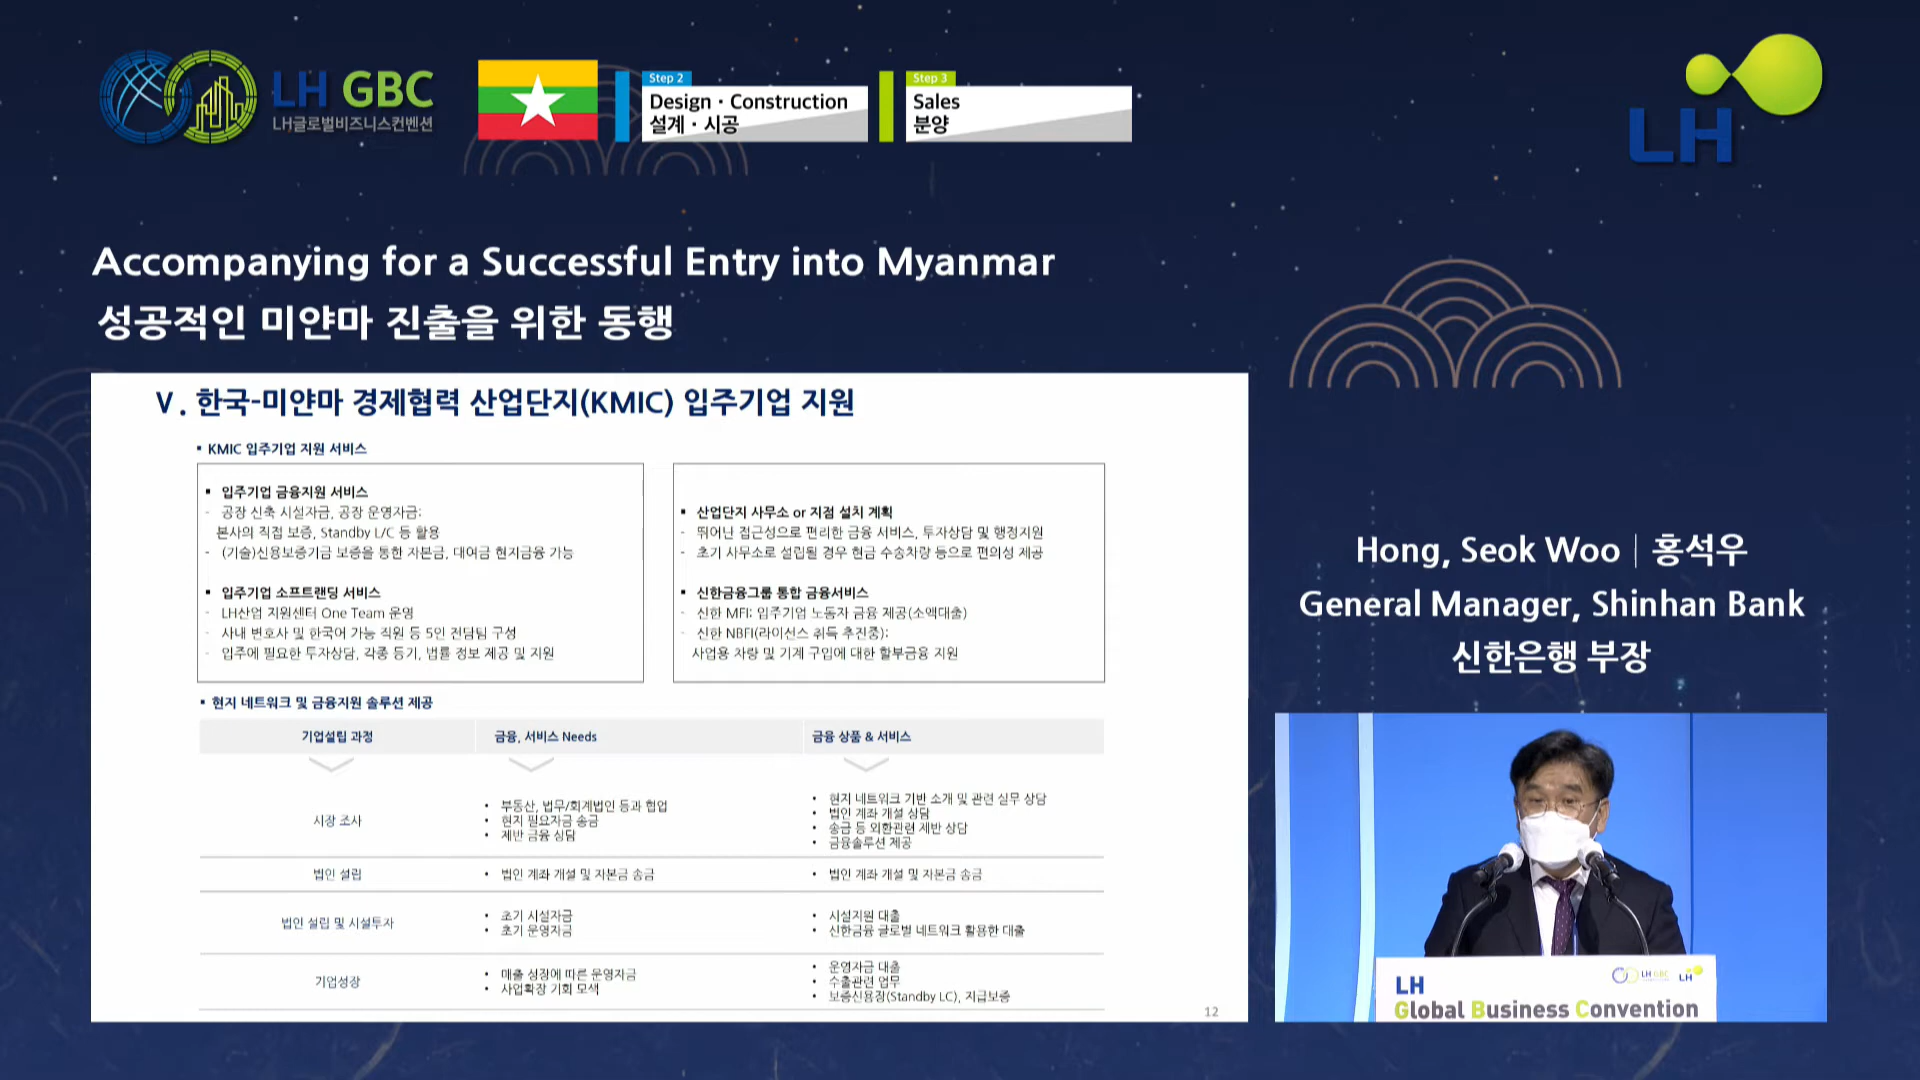 LH GBC
LH글로벌비즈니스컨벤션
Step 2
Design · Construction
설계 · 시공
Step 3
Sales
분양
LH
Accompanying for a Successful Entry into Myanmar
성공적인 미얀마 진출을 위한 동행
Ⅴ. 한국-미얀마 경제협력 산업단지(KMIC) 입주기업 지원
▪ KMIC 입주기업 지원 서비스
▪ 입주기업 금융지원 서비스
- 공장 신축 시설자금, 공장 운영자금:
본사의 직접 보증, Standby L/C 등 활용
- (기술)신용보증기금 보증을 통한 자본금, 대여금 현지금융 가능
▪ 입주기업 소프트랜딩 서비스
- LH산업 지원센터 One Team 운영
- 사내 변호사 및 한국어 가능 직원 등 5인 전담팀 구성
- 입주에 필요한 투자상담, 각종 등기, 법률 정보 제공 및 지원
▪ 산업단지 사무소 or 지점 설치 계획
- 뛰어난 접근성으로 편리한 금융 서비스, 투자상담 및 행정지원
- 초기 사무소로 설립될 경우 현금 수송차량 등으로 편의성 제공
▪ 신한금융그룹 통합 금융서비스
- 신한 MFI: 입주기업 노동자 금융 제공(소액대출)
- 신한 NBFI(라이선스 취득 추진중):
사업용 차량 및 기계 구입에 대한 할부금융 지원
▪ 현지 네트워크 및 금융지원 솔루션 제공
기업설립 과정 금융, 서비스 Needs 금융 상품 & 서비스
시장 조사
• 부동산, 법무/회계법인 등과 협업
• 현지 필요자금 송금
• 제반 금융 상담
• 현지 네트워크 기반 소개 및 관련 실무 상담
• 법인 계좌 개설 상담
• 송금 등 외환관련 제반 상담
• 금융솔루션 제공
법인 설립
• 법인 계좌 개설 및 자본금 송금
• 법인 계좌 개설 및 자본금 송금
법인 설립 및 시설투자
• 초기 시설자금
• 초기 운영자금
• 시설지원 대출
• 신한금융 글로벌 네트워크 활용한 대출
기업성장
• 매출 성장에 따른 운영자금
• 사업확장 기회 모색
• 운영자금 대출
• 수출관련 업무
• 보증신용장(Standby LC), 지급보증
12
Hong, Seok Woo | 홍석우
General Manager, Shinhan Bank
신한은행 부장
LH GBC
LH
LH
Global Business Convention